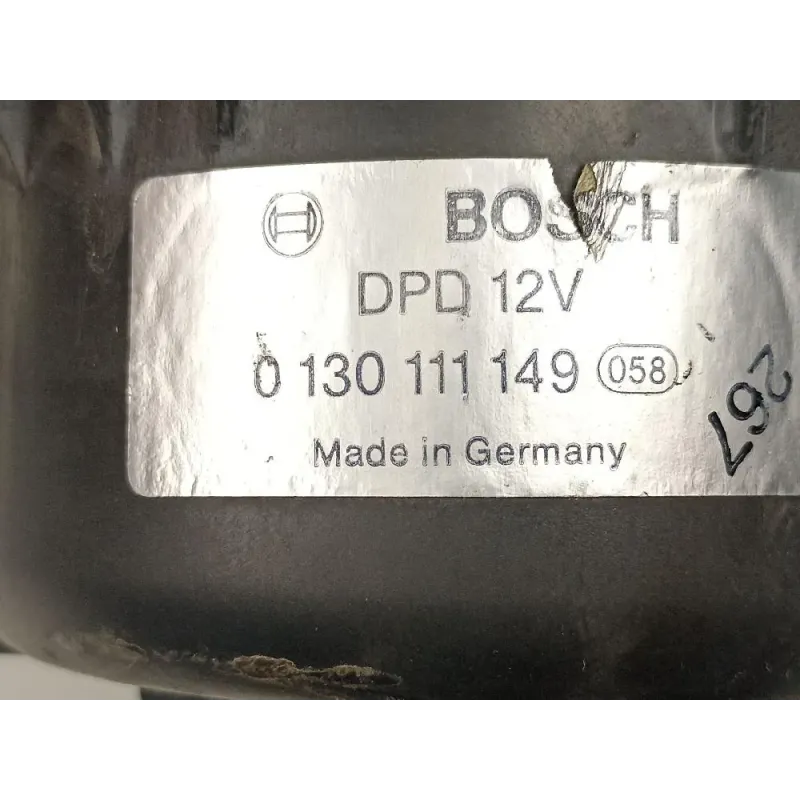 BOSCH
DPD 12V
0 130 111 149 058
Made in Germany
267